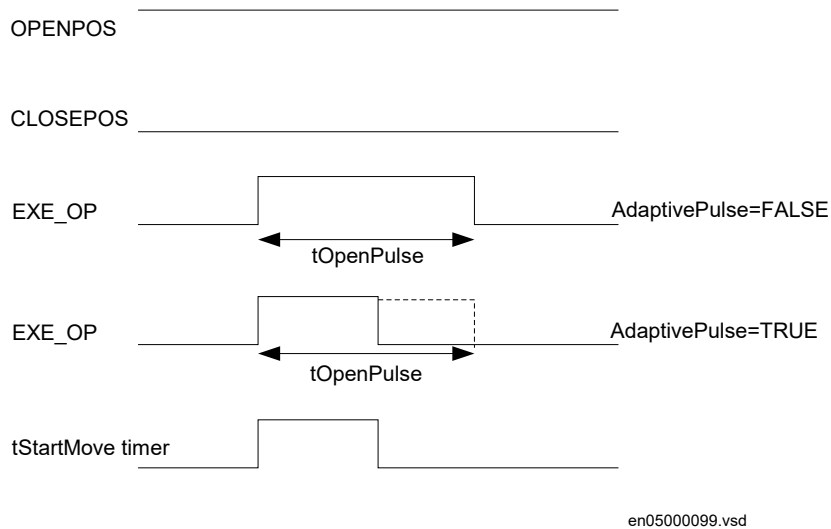 OPENPOS
CLOSEPOS
EXE_OP
AdaptivePulse=FALSE
tOpenPulse
EXE_OP
AdaptivePulse=TRUE
tOpenPulse
tStartMove timer
en05000099.vsd